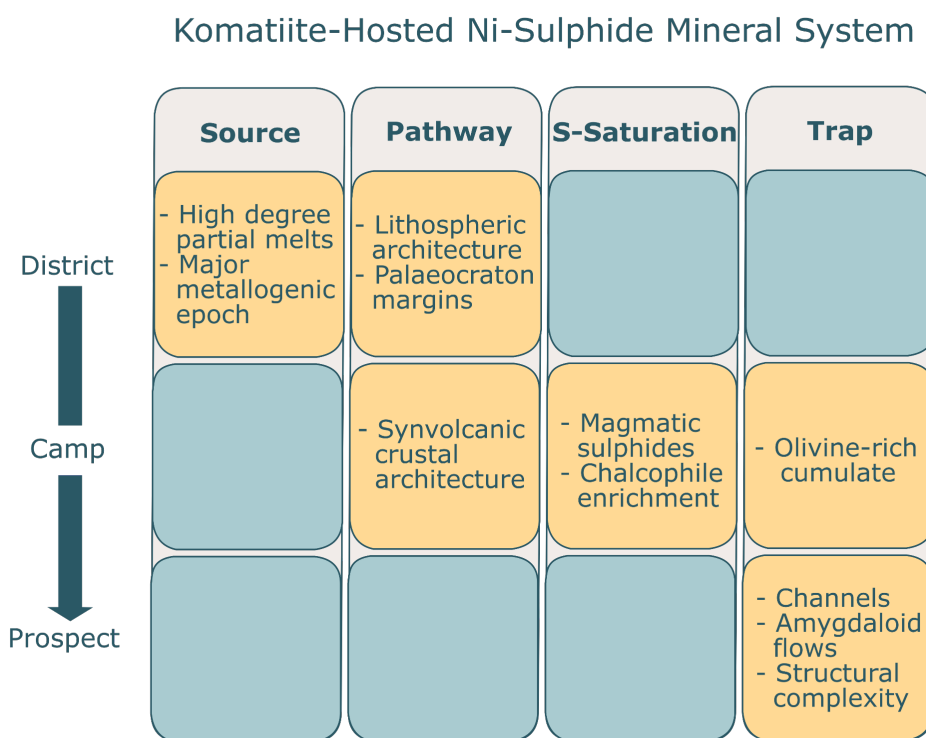 Komatiite-Hosted Ni-Sulphide Mineral System
Source
Pathway
S-Saturation
Trap
District
- High degree
partial melts
- Major
metallogenic
epoch
- Lithospheric
architecture
- Palaeocraton
margins
Camp
- Synvolcanic
crustal
architecture
- Magmatic
sulphides
- Chalcophile
enrichment
- Olivine-rich
cumulate
Prospect
- Channels
- Amygdaloid
flows
- Structural
complexity